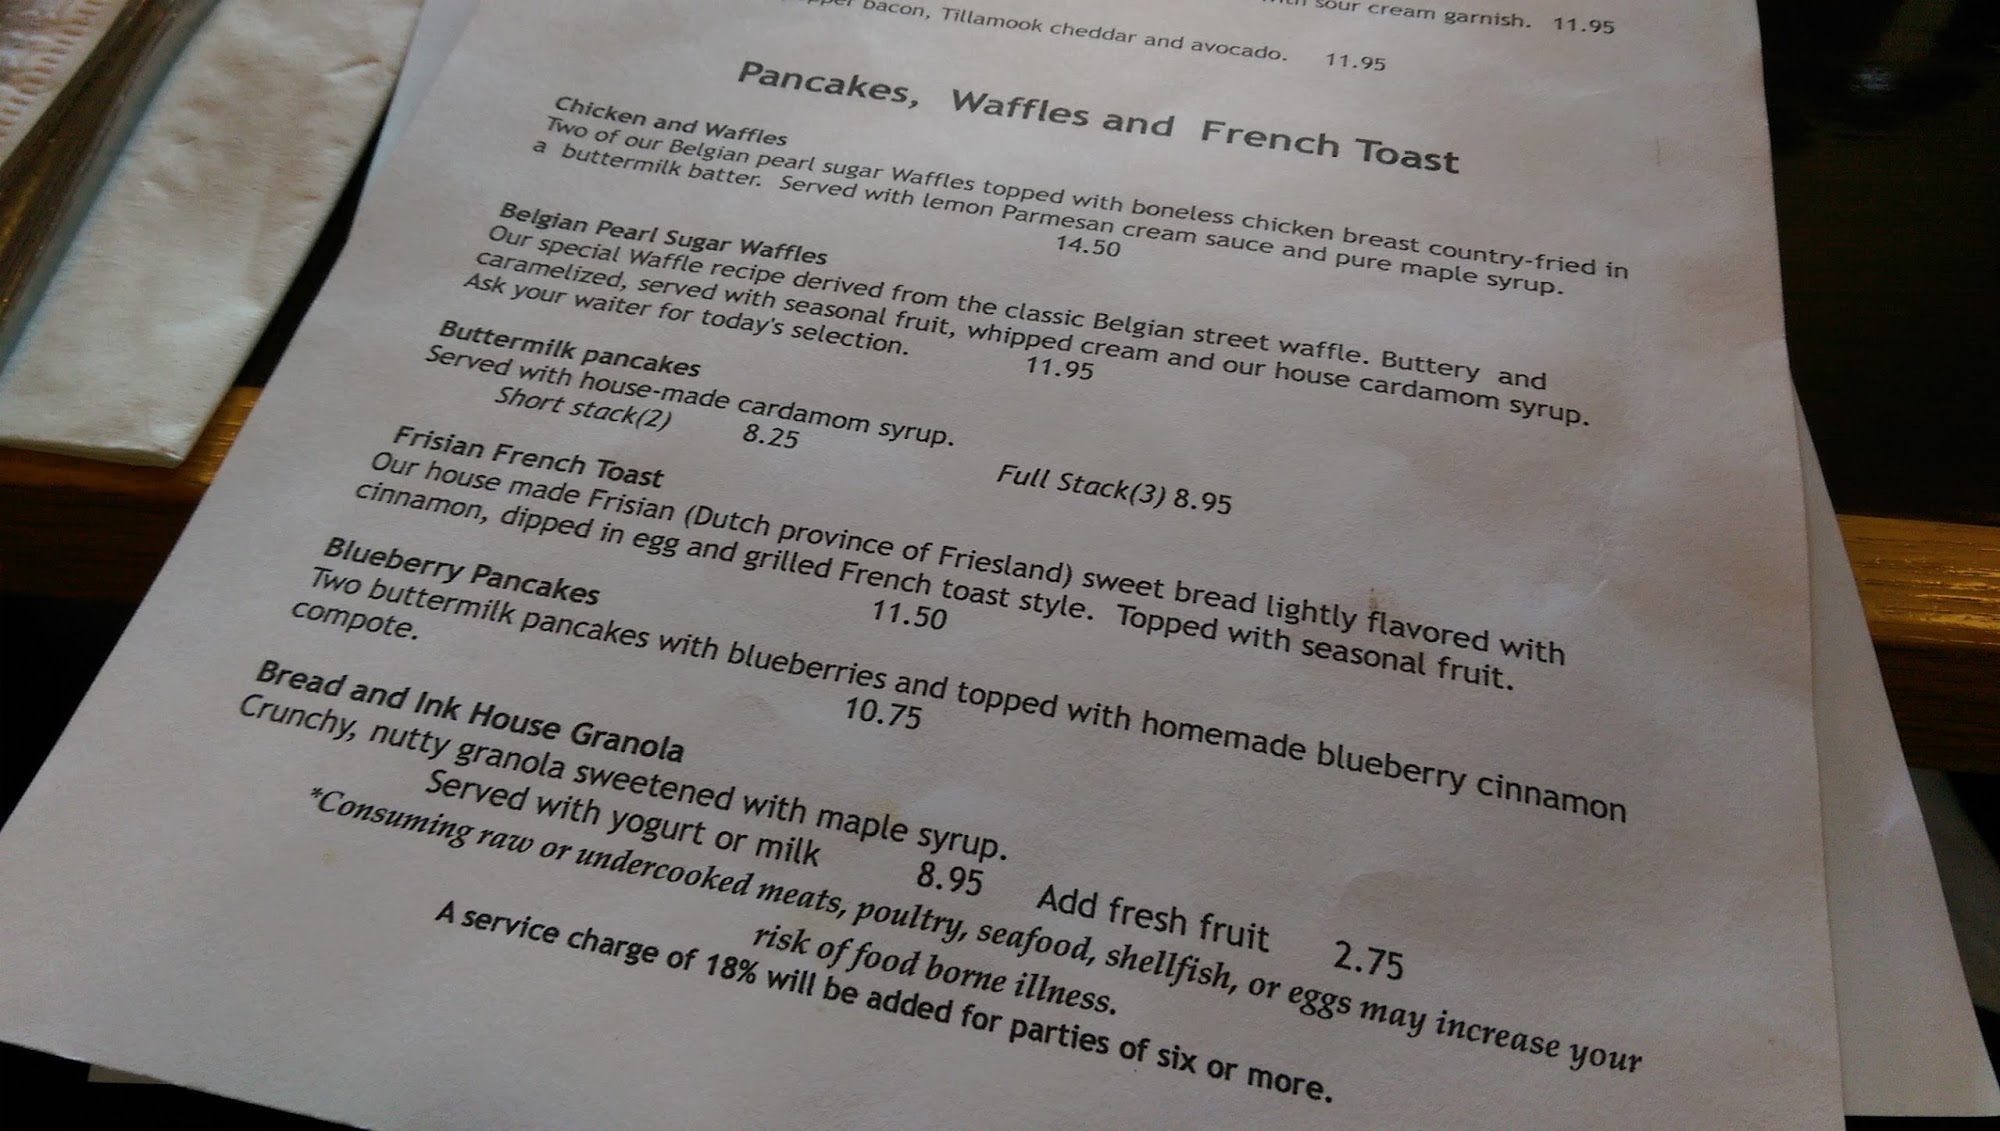 sour cream garnish. 11.95
bacon, Tillamook cheddar and avocado. 11.95
Pancakes, Waffles and French Toast
Chicken and Waffles
Two of our Belgian pearl sugar Waffles topped with boneless chicken breast country-fried in
a buttermilk batter. Served with lemon Parmesan cream sauce and pure maple syrup.
14.50
Belgian Pearl Sugar Waffles
Our special Waffle recipe derived from the classic Belgian street waffle. Buttery and
caramelized, served with seasonal fruit, whipped cream and our house cardamom syrup.
Ask your waiter for today's selection. 11.95
Buttermilk pancakes
Served with house-made cardamom syrup.
Short stack(2) 8.25 Full Stack(3) 8.95
Frisian French Toast
Our house made Frisian (Dutch province of Friesland) sweet bread lightly flavored with
cinnamon, dipped in egg and grilled French toast style. Topped with seasonal fruit.
11.50
Blueberry Pancakes
Two buttermilk pancakes with blueberries and topped with homemade blueberry cinnamon
compote. 10.75
Bread and Ink House Granola
Crunchy, nutty granola sweetened with maple syrup.
Served with yogurt or milk 8.95 Add fresh fruit 2.75
*Consuming raw or undercooked meats, poultry, seafood, shellfish, or eggs may increase your
risk of food borne illness.
A service charge of 18% will be added for parties of six or more.